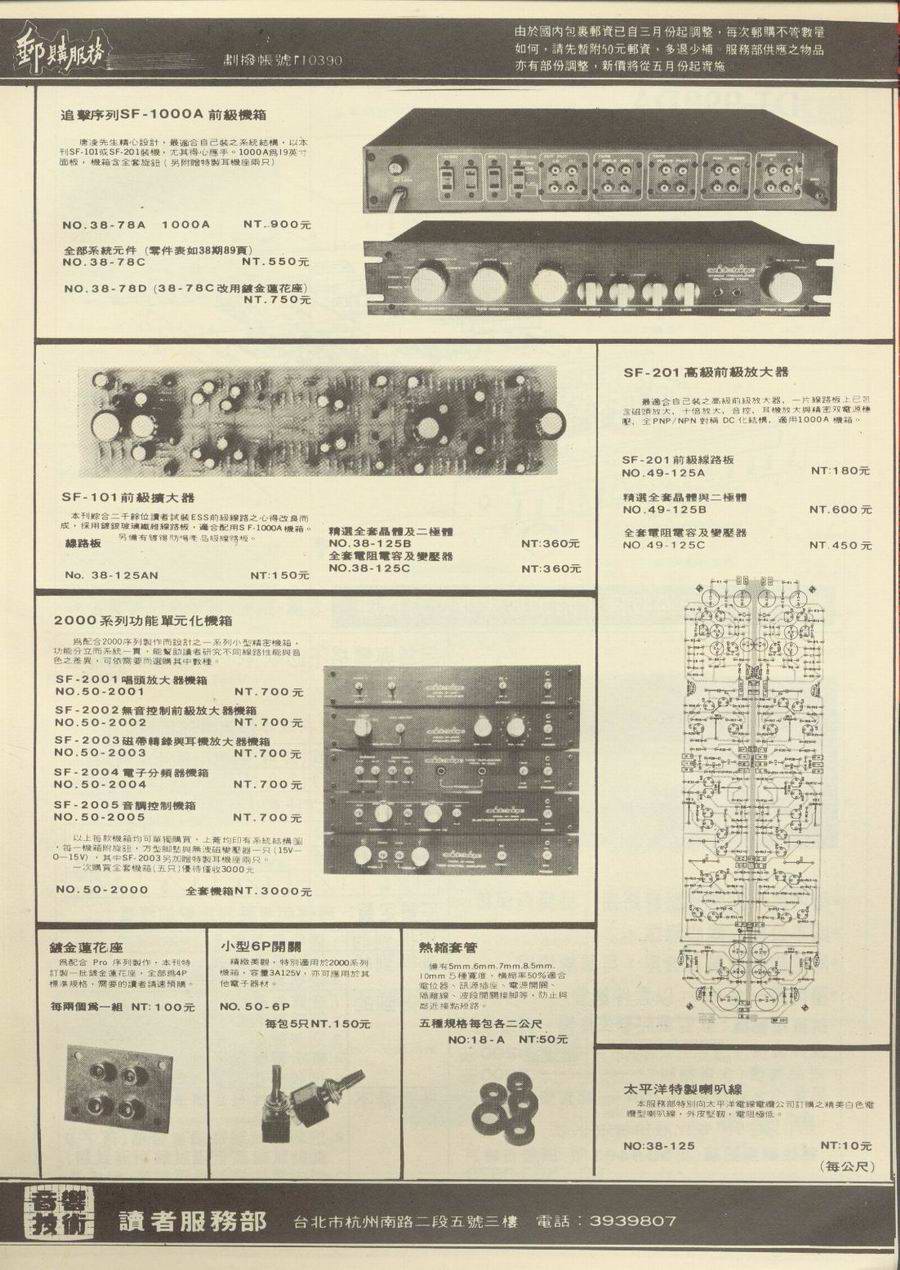 郵購服務
劃撥帳號110390
由於國內包裹郵資已自三月份起調整，每次郵購不管數量
如何，請先暫附50元郵資，多退少補。服務部供應之物品
亦有部份調整，新價將從五月份起實施
追擊序列SF-1000A 前級機箱
唐凌先生精心設計，最適合自己裝之系統結構，以本
刊SF-101或SF-201裝機，尤其得心應手。1000A為19英寸
面板，機箱含全套旋鈕（另附贈特製耳機座兩只）
NO.38-78A 1000A NT.900元
全部系統元件 (零件表如38期89頁)
NO.38-78C NT.550元
NO.38-78D (38-78C改用鍍金蓮花座)
NT.750元
SF-101前級擴大器
本刊綜合二千餘位讀者試裝ESS前級線路之心得改良而
成，採用鍍銀玻璃纖維線路板，適合配用SF-1000A機箱。
線路板
No. 38-125AN NT:150元
精選全套晶體及二極體
NO.38-125B NT:360元
全套電阻電容及變壓器
NO.38-125C NT:360元
SF-201高級前級放大器
最適合自己裝之高級前級放大器，一片線路板上已包
含磁頭放大，十倍放大，音控，耳機放大與精密双電源穩
壓，全PNP/NPN對稱 DC化結構，適用1000A機箱。
SF-201前級線路板
NO.49-125A NT:180元
精選全套晶體與二極體
NO.49-125B NT.600元
全套電阻電容及變壓器
NO 49-125C NT.450元
2000系列功能單元化機箱
為配合2000序列製作而設計之一系列小型精密機箱，
功能分立而系統一貫，能幫助讀者研究不同線路性能與音
色之差異，可依需要而選購其中數種。
SF-2001唱頭放大器機箱
NO.50-2001 NT.700元
SF-2002無音控制前級放大器機箱
NO.50-2002 NT.700元
SF-2003磁帶轉錄與耳機放大器機箱
NO.50-2003 NT.700元
SF-2004電子分頻器機箱
NO.50-2004 NT.700元
SF-2005音調控制機箱
NO.50-2005 NT.700元
以上每款機箱均可單獨購買，上蓋均印有系統結構圖
，每一機箱附旋鈕，方型脚墊與無波磁變壓器一只(15V—
0—15V)，其中SF-2003另加贈特製耳機座兩只。
一次購買全套機箱(五只)優待僅收3000元
NO.50-2000 全套機箱NT.3000元
鍍金蓮花座
為配合 Pro 序列製作，本刊特
訂製一批鍍金蓮花座，全部為4P
標準規格，需要的讀者請速預購。
每兩個為一組 NT:100元
小型6P開關
精緻美觀，特別適用於2000系列
機箱，容量3A125V，亦可應用於其
他電子器材。
NO.50-6P
每包5只NT.150元
熱縮套管
備有5mm.6mm.7mm.8.5mm.
10mm 5種寬度，橫縮率50%適合
電位器、訊源插座、電源開關、
隔離線、波段開關接脚等，防止與
鄰近接點短路。
五種規格每包各二公尺
NO:18-A NT:50元
太平洋特製喇叭線
本服務部特別向太平洋電線電纜公司訂購之精美白色電
纜型喇叭線，外皮堅韌，電阻極低。
NO:38-125 NT:10元
(每公尺)
音響
技術
讀者服務部 台北市杭州南路二段五號三樓 電話：3939807